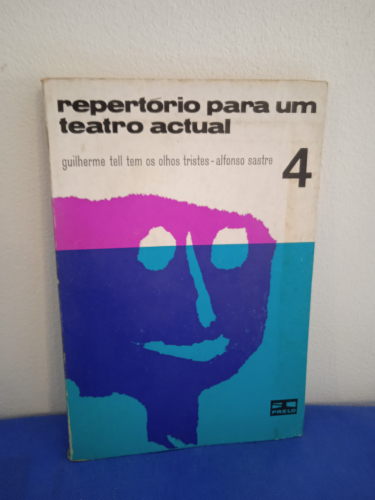 repertório para um
teatro actual
guilherme tell tem os olhos tristes - alfonso sastre
4
PRELO